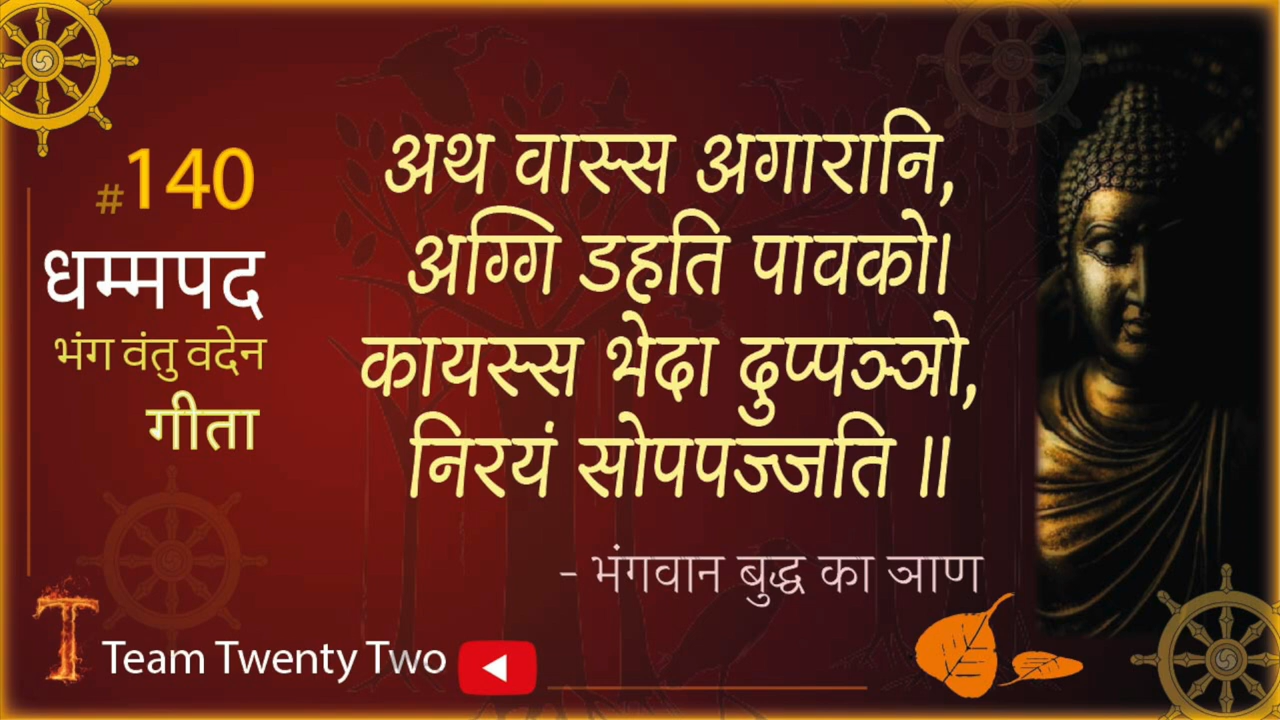 #140
धम्मपद
भंग वंतु वदेन
गीता
अथ वास्स अगारानि,
अग्गि डहति पावको।
कायस्स भेदा दुप्पञ्ञो,
निरयं सोपपज्जति ॥
- भंगवान बुद्ध का ञाण
T Team Twenty Two